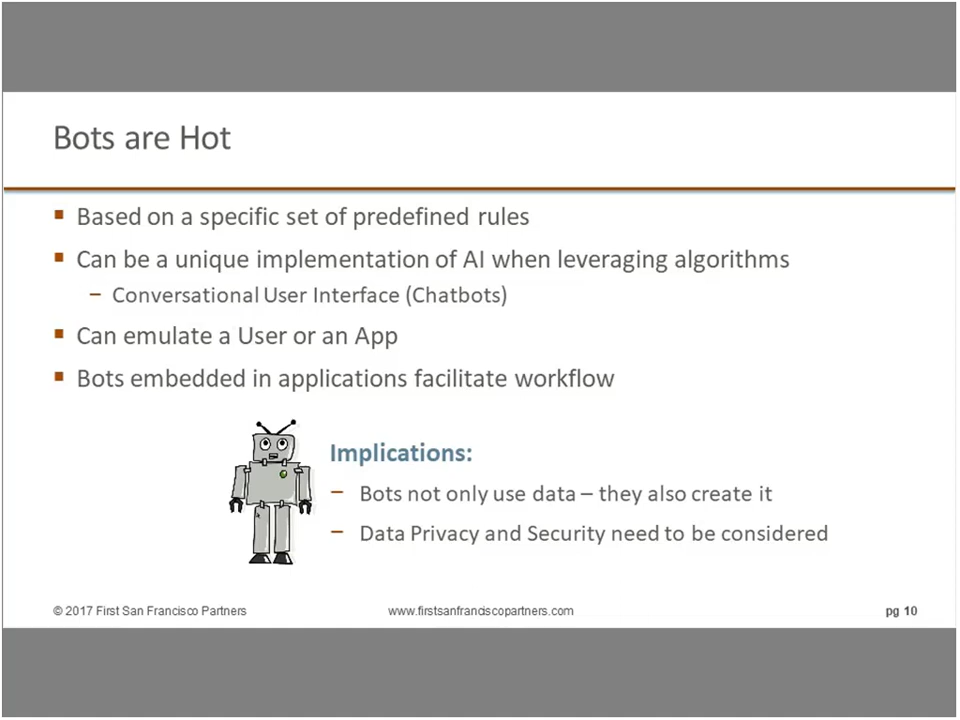 Bots are Hot
▪ Based on a specific set of predefined rules
▪ Can be a unique implementation of AI when leveraging algorithms
− Conversational User Interface (Chatbots)
▪ Can emulate a User or an App
▪ Bots embedded in applications facilitate workflow
Implications:
− Bots not only use data – they also create it
− Data Privacy and Security need to be considered
© 2017 First San Francisco Partners www.firstsanfranciscopartners.com pg 10